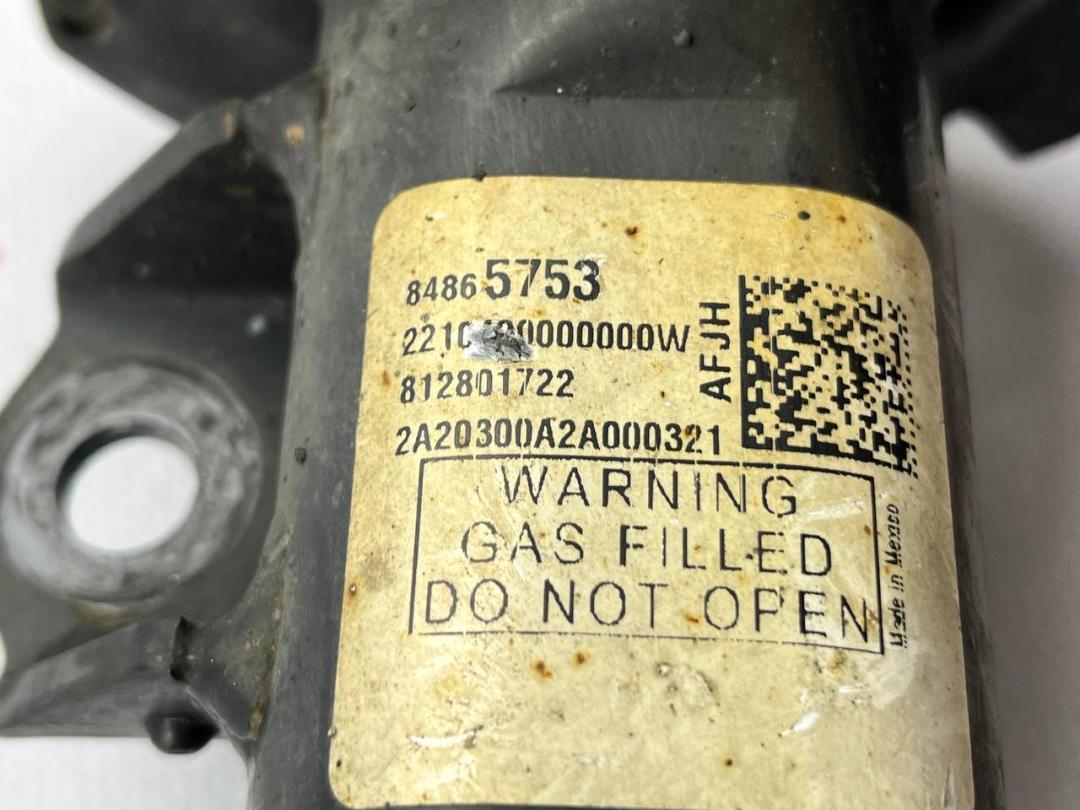 84865753
812801722
2A20300A2A000321
AFJH
WARNING
GAS FILLED
DO NOT OPEN
Made in Mexico